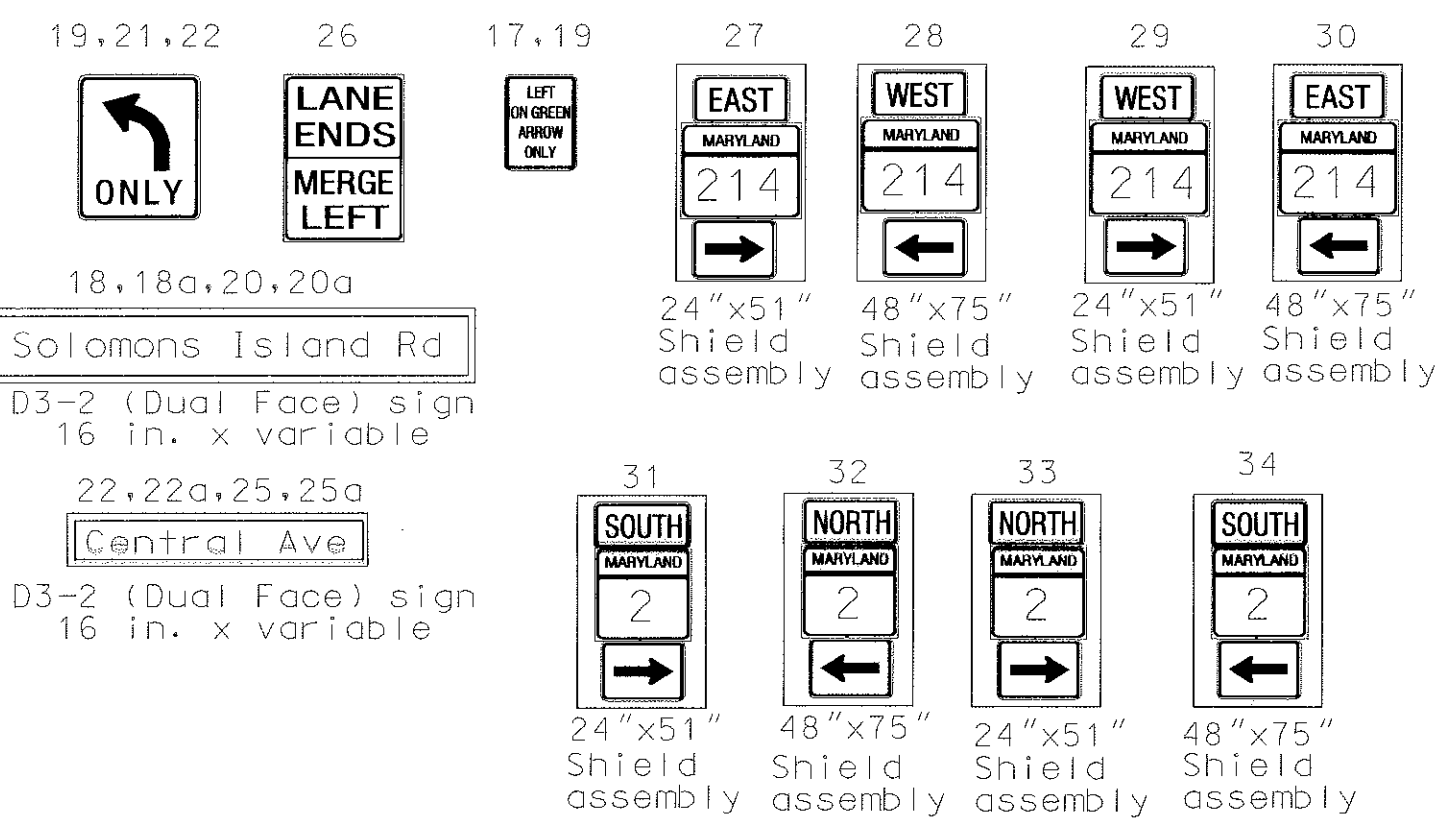 19,21,22
ONLY
26
LANE
ENDS
MERGE
LEFT
17,19
LEFT
ON GREEN
ARROW
ONLY
27
EAST
MARYLAND
214
24"x51"
Shield
assembly
28
WEST
MARYLAND
214
48"x75"
Shield
assembly
29
WEST
MARYLAND
214
24"x51"
Shield
assembly
30
EAST
MARYLAND
214
48"x75"
Shield
assembly
18,18a,20,20a
Solomons Island Rd
D3-2 (Dual Face) sign
16 in. x variable
22,22a,25,25a
Central Ave
D3-2 (Dual Face) sign
16 in. x variable
31
SOUTH
MARYLAND
2
24"x51"
Shield
assembly
32
NORTH
MARYLAND
2
48"x75"
Shield
assembly
33
NORTH
MARYLAND
2
24"x51"
Shield
assembly
34
SOUTH
MARYLAND
2
48"x75"
Shield
assembly